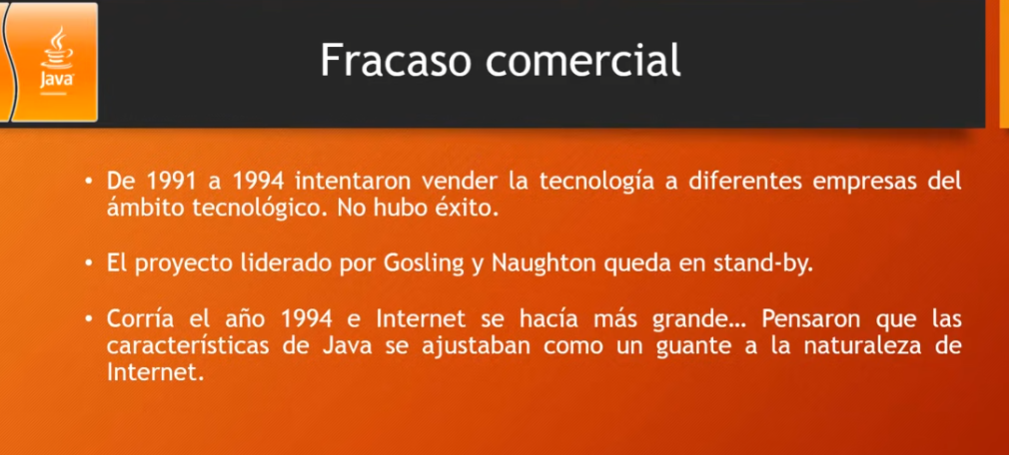 Java
Fracaso comercial
• De 1991 a 1994 intentaron vender la tecnología a diferentes empresas del
ámbito tecnológico. No hubo éxito.
• El proyecto liderado por Gosling y Naughton queda en stand-by.
• Corría el año 1994 e Internet se hacía más grande… Pensaron que las
características de Java se ajustaban como un guante a la naturaleza de
Internet.